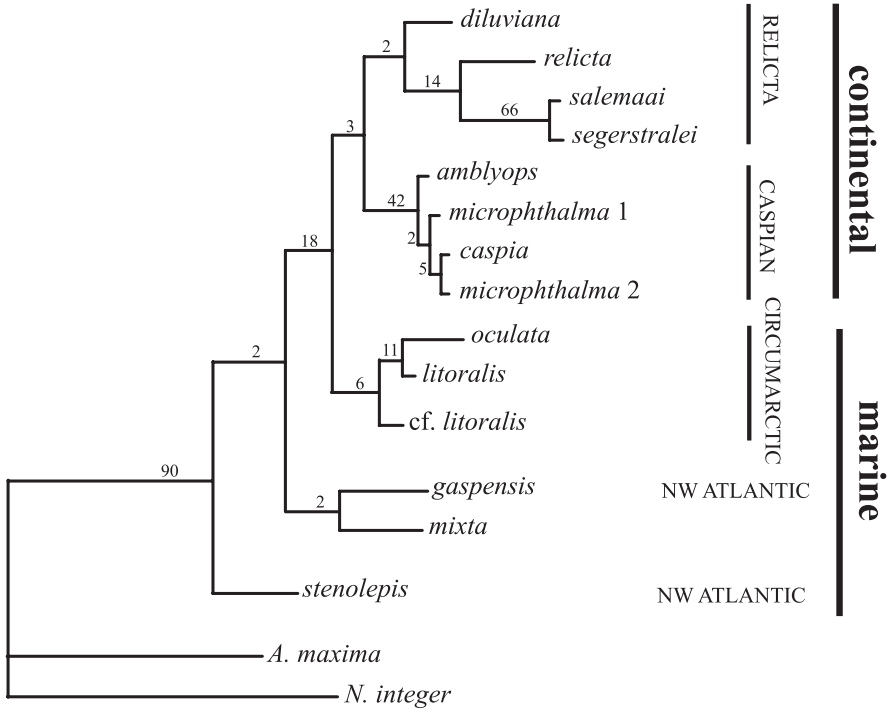 diluviana
2
relicta
14
salemaai
66
segerstralei
RELICTA
3
amblyops
42
microphthalma 1
2
caspia
5
microphthalma 2
CASPIAN
continental
18
oculata
11
litoralis
6
cf. litoralis
CIRCUMARCTIC
2
gaspensis
NW ATLANTIC
2
mixta
marine
90
stenolepis
NW ATLANTIC
A. maxima
N. integer